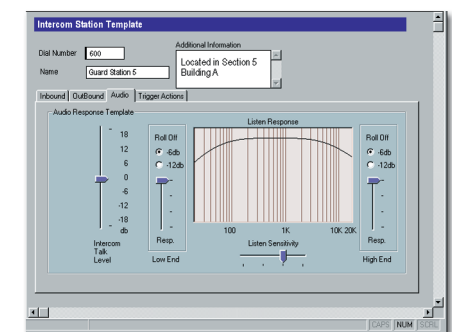 Intercom Station Template
Dial Number 600
Additional Information
Located in Section 5
Building A
Name Guard Station 5
Inbound OutBound Audio Trigger Actions
Audio Response Template
Listen Response
18
12
6
0
-6
-12
-18
db
Intercom
Talk
Level
Roll Off
-6db
-12db
Resp.
Low End
100 1K 10K 20K
Listen Sensitivity
Roll Off
-6db
-12db
Resp.
High End
CAPS NUM SCRL